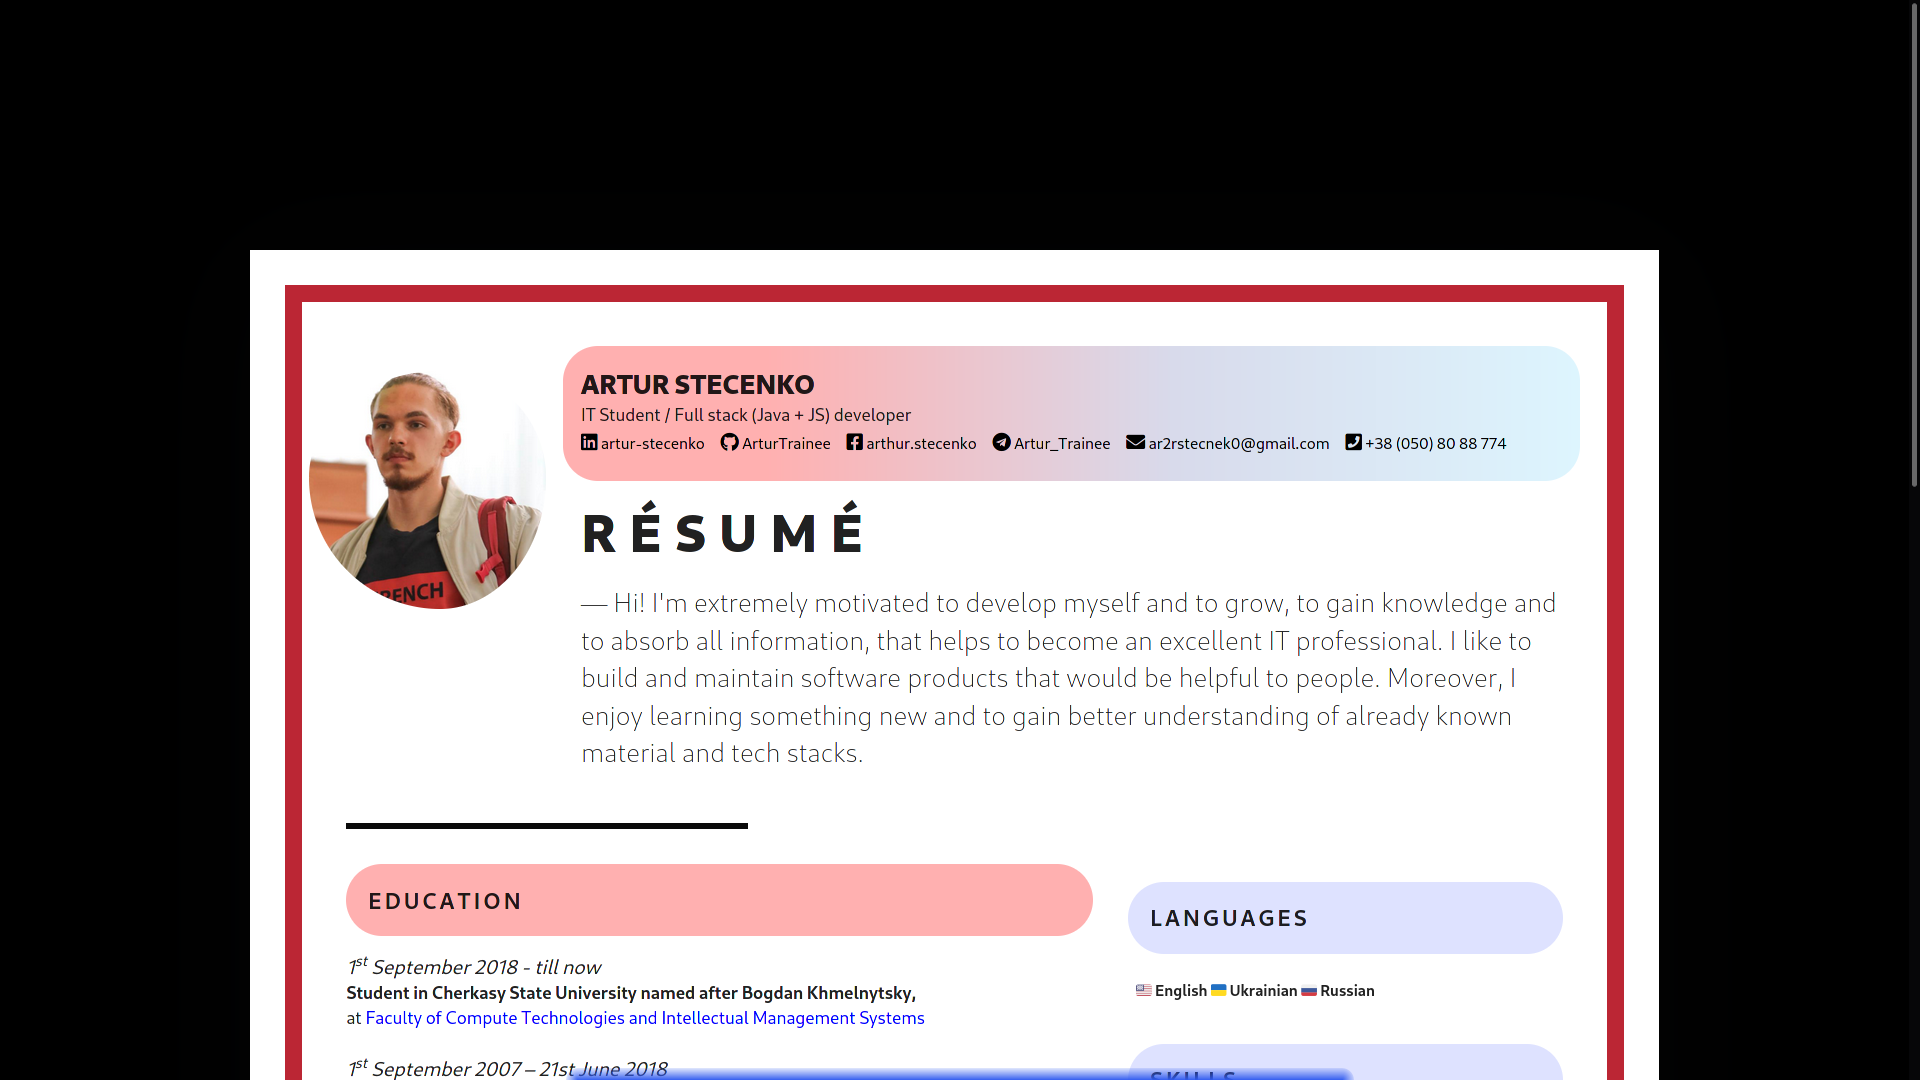 ARTUR STECENKO
IT Student / Full stack (Java + JS) developer
artur-stecenko ArturTrainee arthur.stecenko Artur_Trainee ar2rstecnek0@gmail.com +38 (050) 80 88 774
RÉSUMÉ
— Hi! I'm extremely motivated to develop myself and to grow, to gain knowledge and
to absorb all information, that helps to become an excellent IT professional. I like to
build and maintain software products that would be helpful to people. Moreover, I
enjoy learning something new and to gain better understanding of already known
material and tech stacks.
EDUCATION
1st September 2018 - till now
Student in Cherkasy State University named after Bogdan Khmelnytsky,
at Faculty of Compute Technologies and Intellectual Management Systems
1st September 2007 – 21st June 2018
LANGUAGES
English Ukrainian Russian
SKILLS